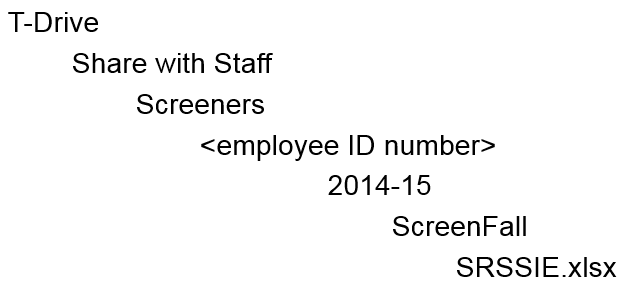 T-Drive
Share with Staff
Screeners
<employee ID number>
2014-15
ScreenFall
SRSSIE.xlsx